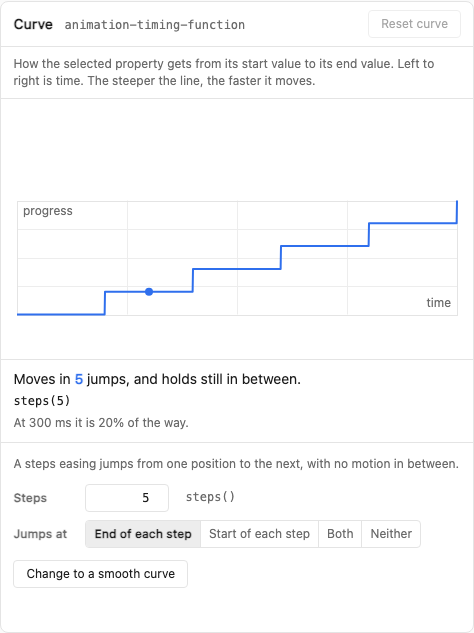 Curve animation-timing-function Reset curve
How the selected property gets from its start value to its end value. Left to
right is time. The steeper the line, the faster it moves.
progress
time
Moves in 5 jumps, and holds still in between.
steps(5)
At 300 ms it is 20% of the way.
A steps easing jumps from one position to the next, with no motion in between.
Steps 5 steps()
Jumps at End of each step Start of each step Both Neither
Change to a smooth curve